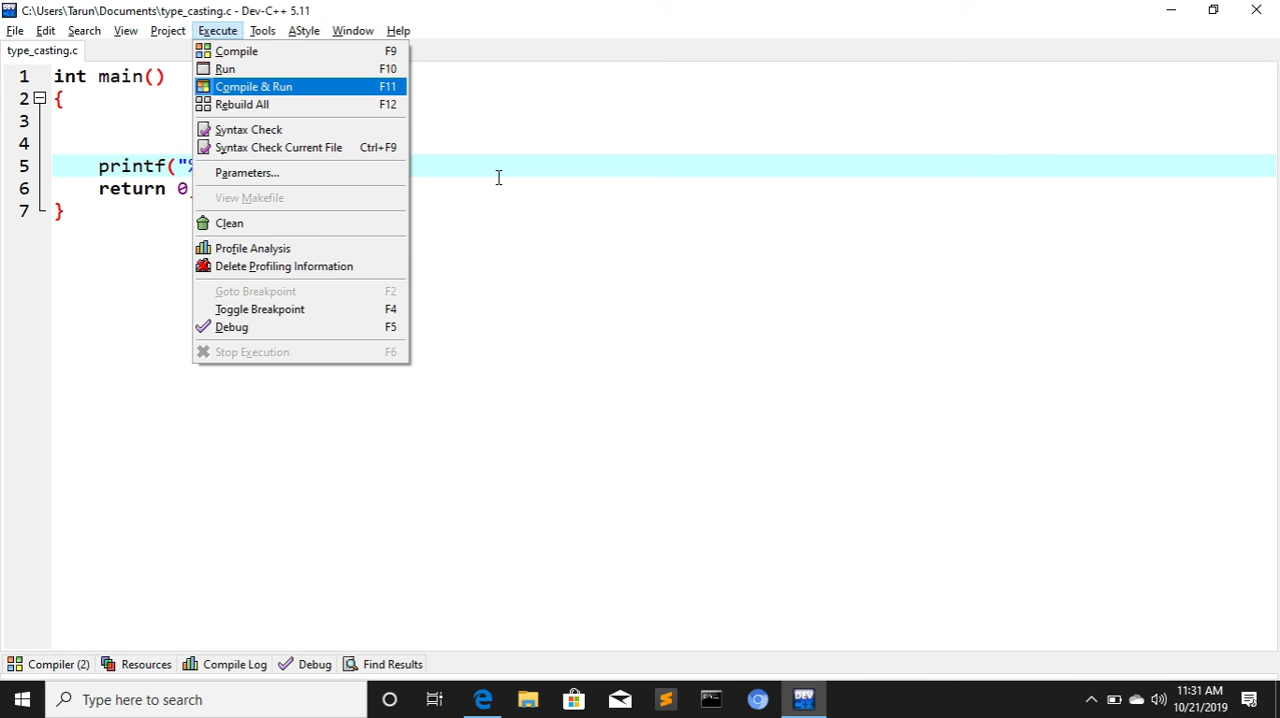 C:\Users\Tarun\Documents\type_casting.c - Dev-C++ 5.11
File Edit Search View Project Execute Tools AStyle Window Help
type_casting.c
Compile F9
Run F10
Compile & Run F11
Rebuild All F12
Syntax Check
Syntax Check Current File Ctrl+F9
Parameters...
View Makefile
Clean
Profile Analysis
Delete Profiling Information
Goto Breakpoint F2
Toggle Breakpoint F4
Debug F5
Stop Execution F6
1 int main()
2 {
3
4
5 printf("%
6 return 0
7 }
Compiler (2) Resources Compile Log Debug Find Results
Type here to search
DEV
11:31 AM
10/21/2019